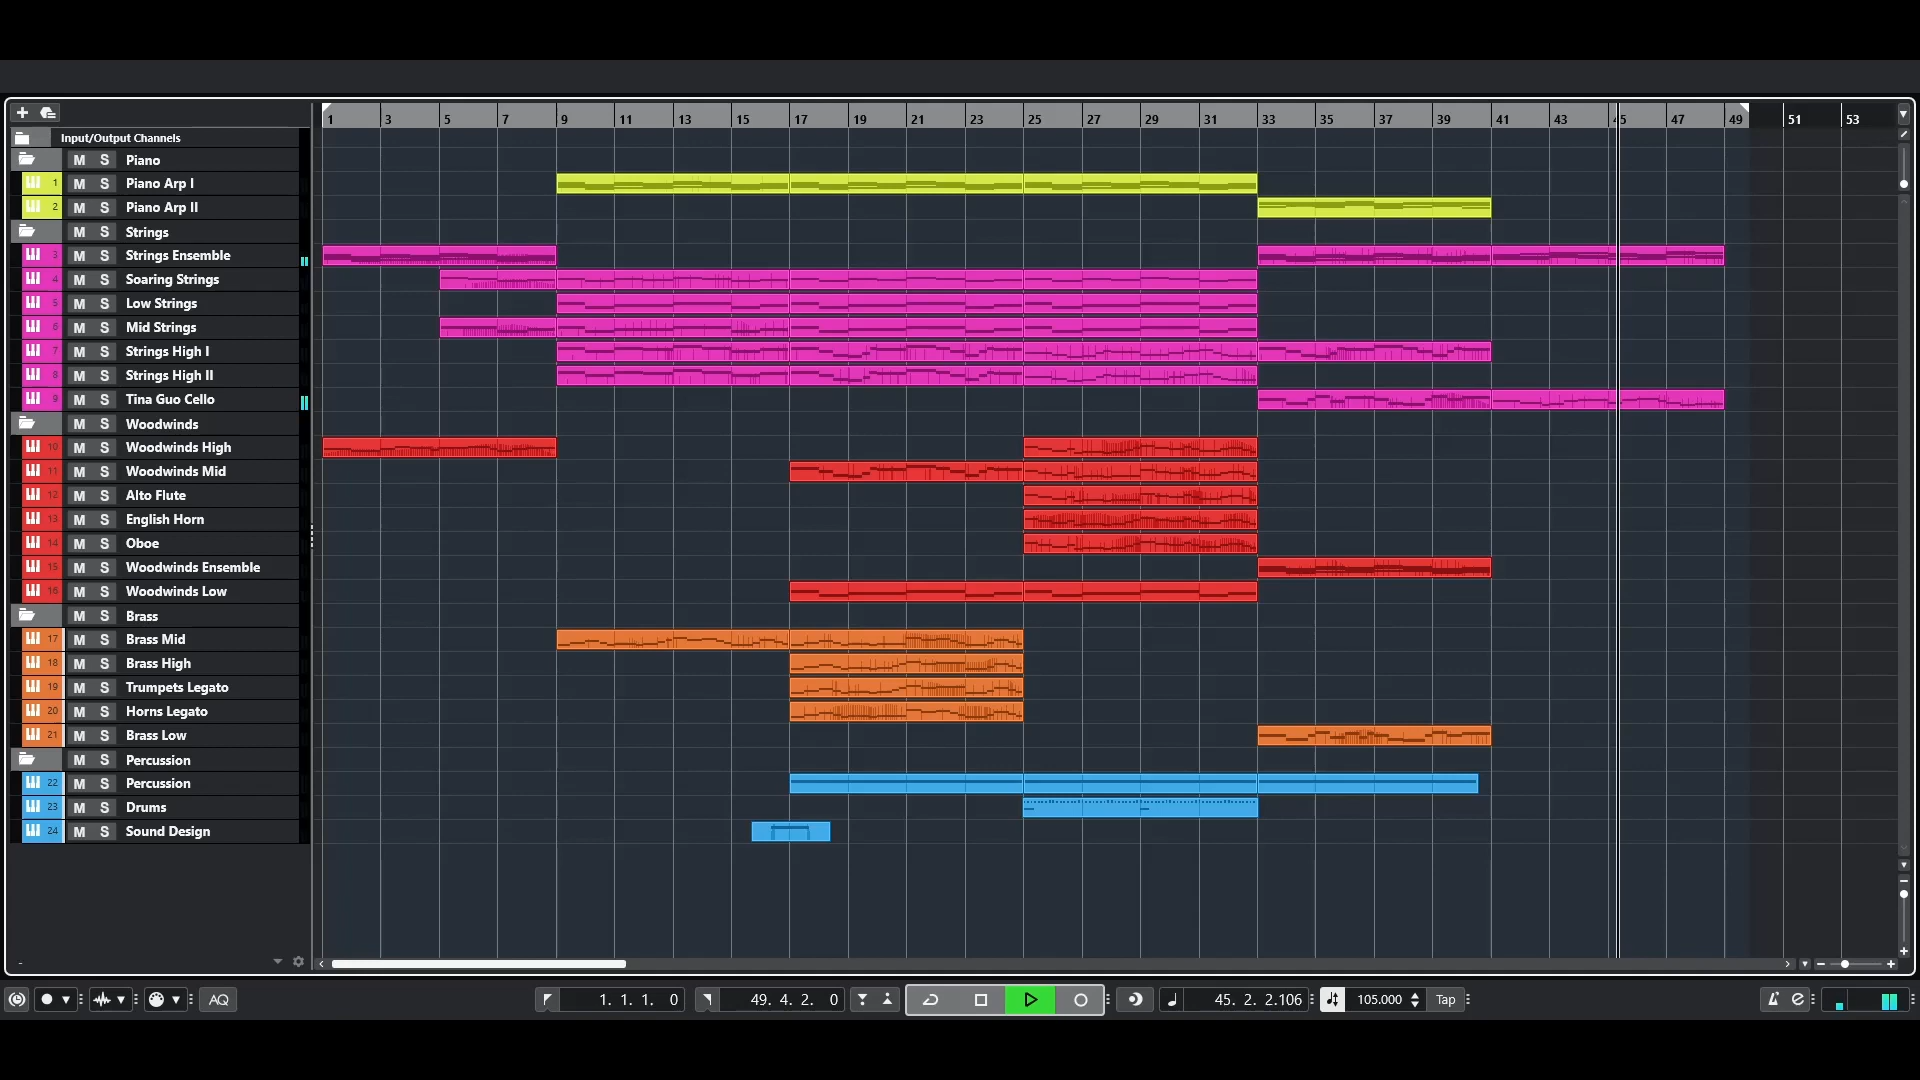 1 3 5 7 9 11 13 15 17 19 21 23 25 27 29 31 33 35 37 39 41 43 45 47 49 51 53
Input/Output Channels
M S Piano
1 M S Piano Arp I
2 M S Piano Arp II
M S Strings
3 M S Strings Ensemble
4 M S Soaring Strings
5 M S Low Strings
6 M S Mid Strings
7 M S Strings High I
8 M S Strings High II
9 M S Tina Guo Cello
M S Woodwinds
10 M S Woodwinds High
11 M S Woodwinds Mid
12 M S Alto Flute
13 M S English Horn
14 M S Oboe
15 M S Woodwinds Ensemble
16 M S Woodwinds Low
M S Brass
17 M S Brass Mid
18 M S Brass High
19 M S Trumpets Legato
20 M S Horns Legato
21 M S Brass Low
M S Percussion
22 M S Percussion
23 M S Drums
24 M S Sound Design
-
AQ 1. 1. 1. 0 49. 4. 2. 0 45. 2. 2.106 105.000 Tap